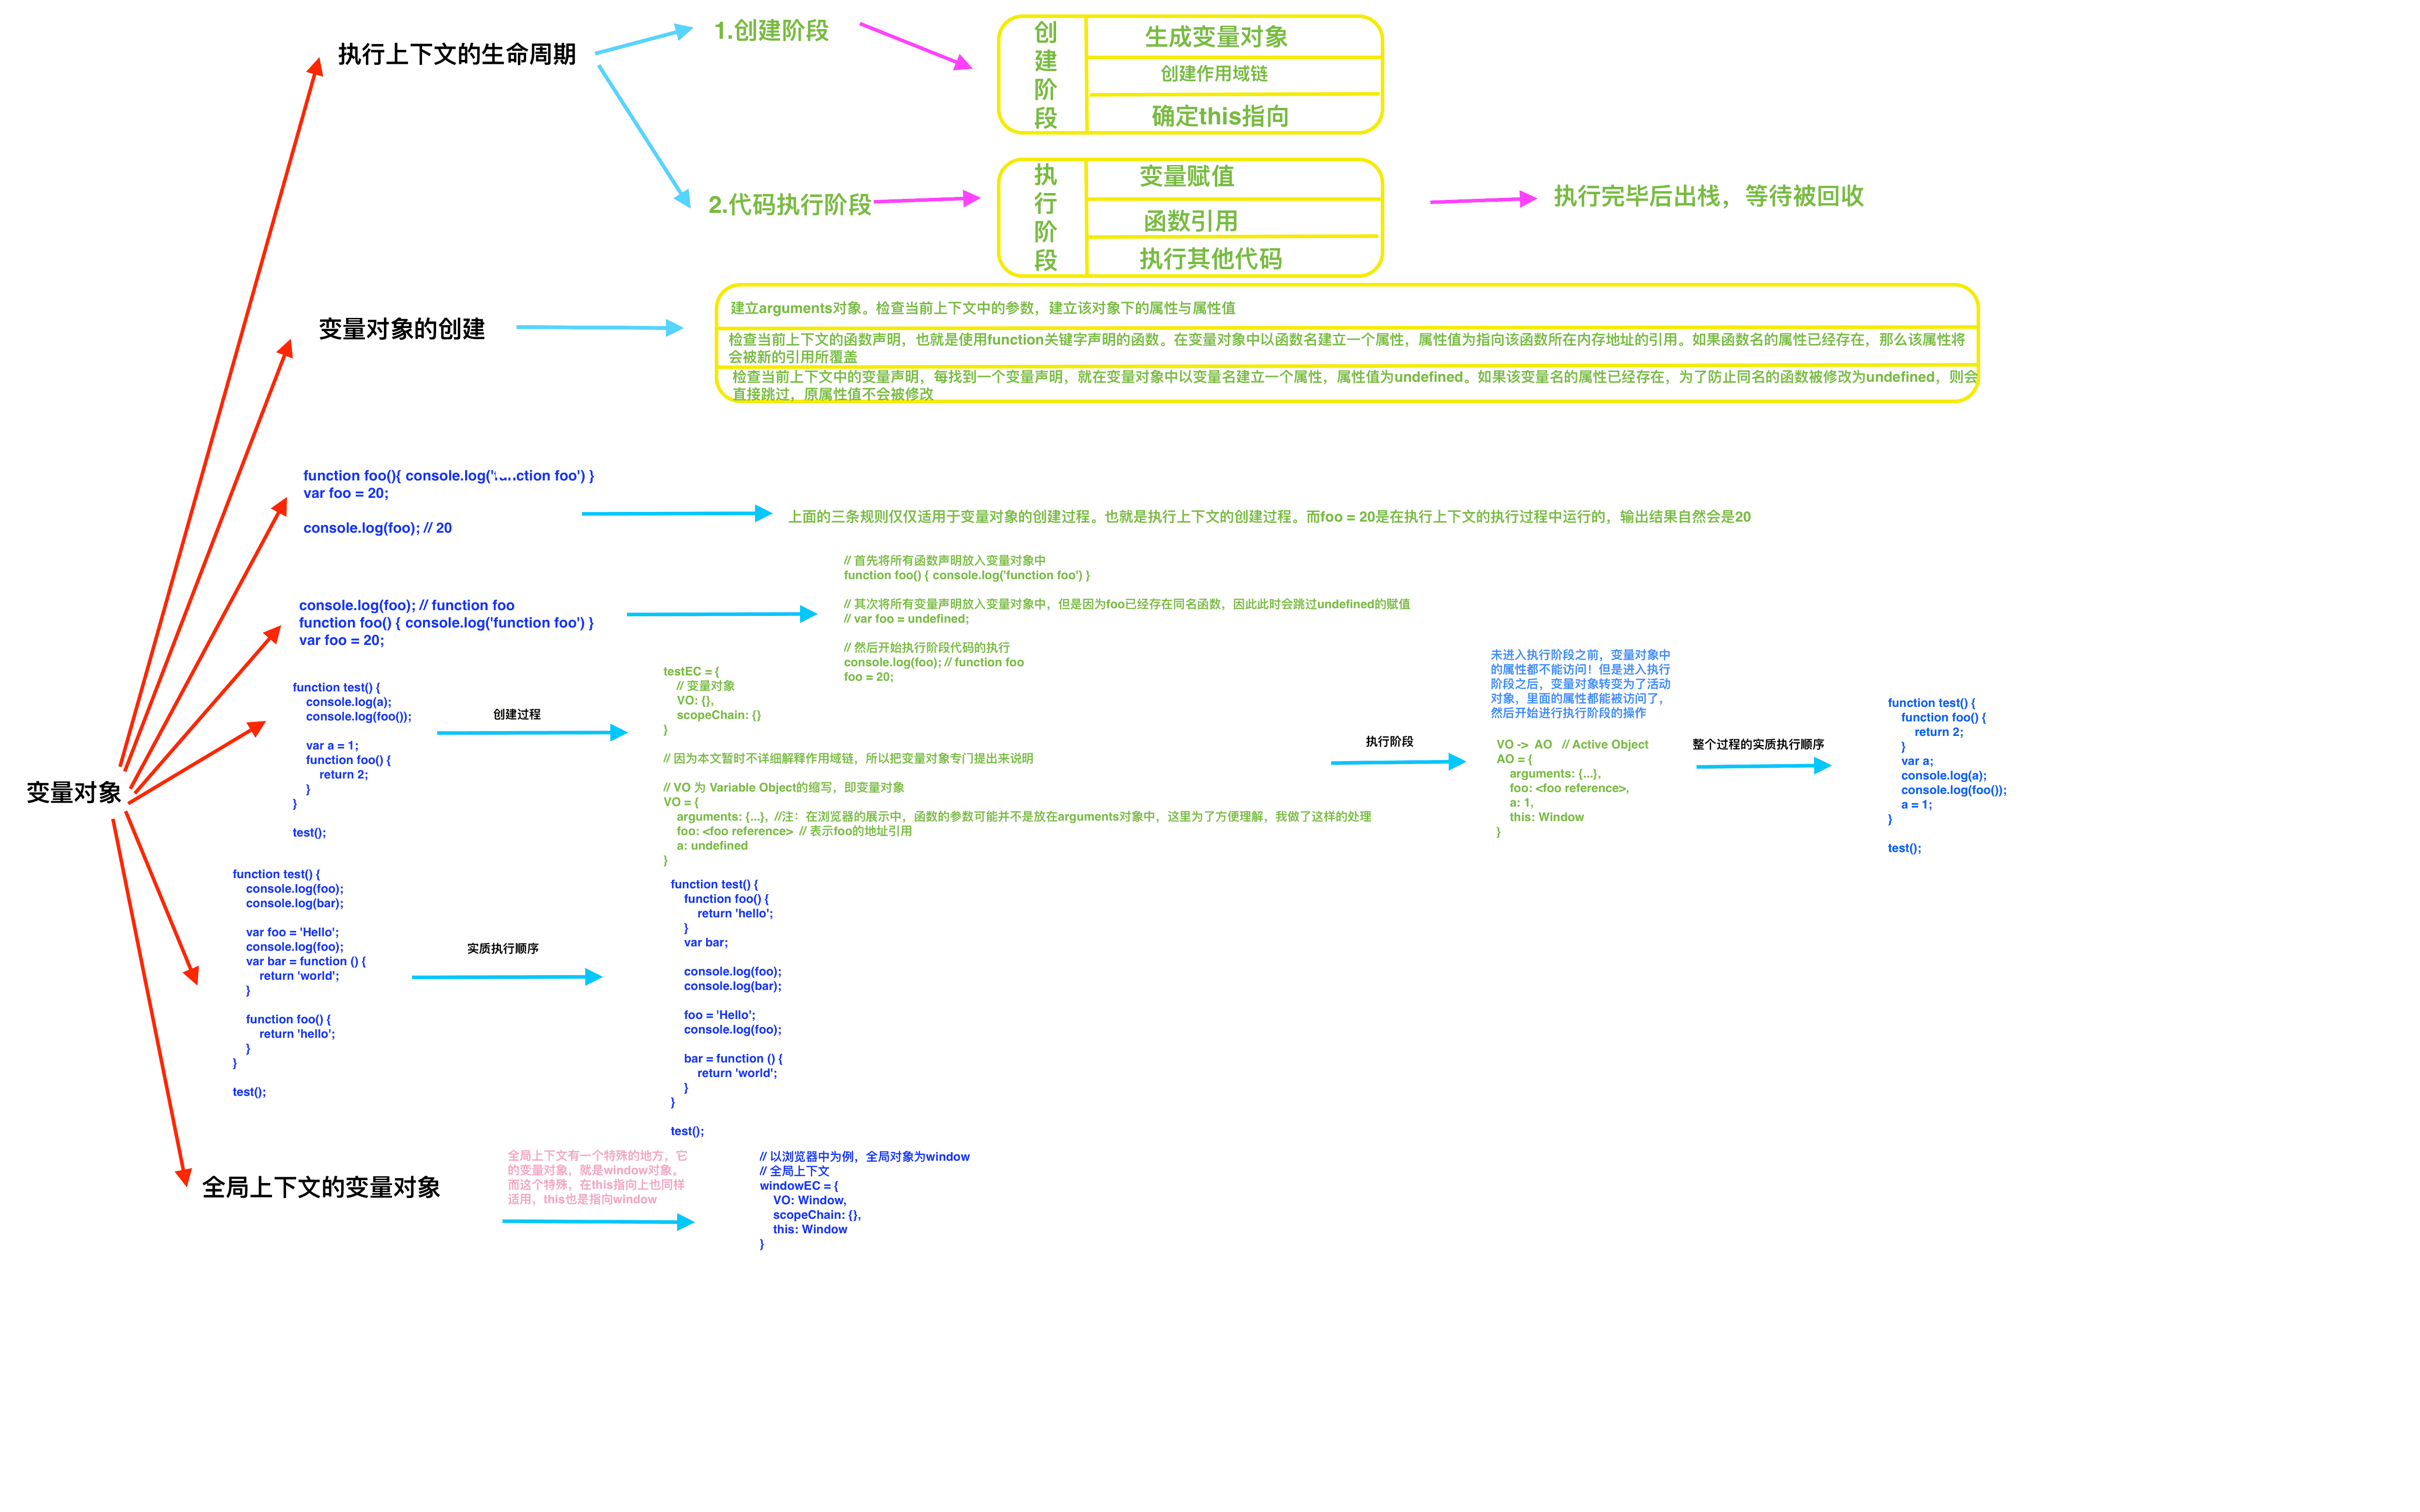 变量对象
执行上下文的生命周期
1.创建阶段
创
建
阶
段
生成变量对象
创建作用域链
确定this指向
2.代码执行阶段
执
行
阶
段
变量赋值
函数引用
执行其他代码
执行完毕后出栈，等待被回收
变量对象的创建
建立arguments对象。检查当前上下文中的参数，建立该对象下的属性与属性值
检查当前上下文的函数声明，也就是使用function关键字声明的函数。在变量对象中以函数名建立一个属性，属性值为指向该函数所在内存地址的引用。如果函数名的属性已经存在，那么该属性将
会被新的引用所覆盖
检查当前上下文中的变量声明，每找到一个变量声明，就在变量对象中以变量名建立一个属性，属性值为undefined。如果该变量名的属性已经存在，为了防止同名的函数被修改为undefined，则会
直接跳过，原属性值不会被修改
function foo(){ console.log('function foo') }
var foo = 20;
console.log(foo); // 20
上面的三条规则仅仅适用于变量对象的创建过程。也就是执行上下文的创建过程。而foo = 20是在执行上下文的执行过程中运行的，输出结果自然会是20
console.log(foo); // function foo
function foo() { console.log('function foo') }
var foo = 20;
// 首先将所有函数声明放入变量对象中
function foo() { console.log('function foo') }
// 其次将所有变量声明放入变量对象中，但是因为foo已经存在同名函数，因此此时会跳过undefined的赋值
// var foo = undefined;
// 然后开始执行阶段代码的执行
console.log(foo); // function foo
foo = 20;
function test() {
console.log(a);
console.log(foo());
var a = 1;
function foo() {
return 2;
}
}
test();
创建过程
testEC = {
// 变量对象
VO: {},
scopeChain: {}
}
// 因为本文暂时不详细解释作用域链，所以把变量对象专门提出来说明
// VO 为 Variable Object的缩写，即变量对象
VO = {
arguments: {...}, //注：在浏览器的展示中，函数的参数可能并不是放在arguments对象中，这里为了方便理解，我做了这样的处理
foo: <foo reference> // 表示foo的地址引用
a: undefined
}
执行阶段
未进入执行阶段之前，变量对象中
的属性都不能访问！但是进入执行
阶段之后，变量对象转变为了活动
对象，里面的属性都能被访问了，
然后开始进行执行阶段的操作
VO -> AO // Active Object
AO = {
arguments: {...},
foo: <foo reference>,
a: 1,
this: Window
}
整个过程的实质执行顺序
function test() {
function foo() {
return 2;
}
var a;
console.log(a);
console.log(foo());
a = 1;
}
test();
function test() {
console.log(foo);
console.log(bar);
var foo = 'Hello';
console.log(foo);
var bar = function () {
return 'world';
}
function foo() {
return 'hello';
}
}
test();
实质执行顺序
function test() {
function foo() {
return 'hello';
}
var bar;
console.log(foo);
console.log(bar);
foo = 'Hello';
console.log(foo);
bar = function () {
return 'world';
}
}
test();
全局上下文的变量对象
全局上下文有一个特殊的地方，它
的变量对象，就是window对象。
而这个特殊，在this指向上也同样
适用，this也是指向window
// 以浏览器中为例，全局对象为window
// 全局上下文
windowEC = {
VO: Window,
scopeChain: {},
this: Window
}